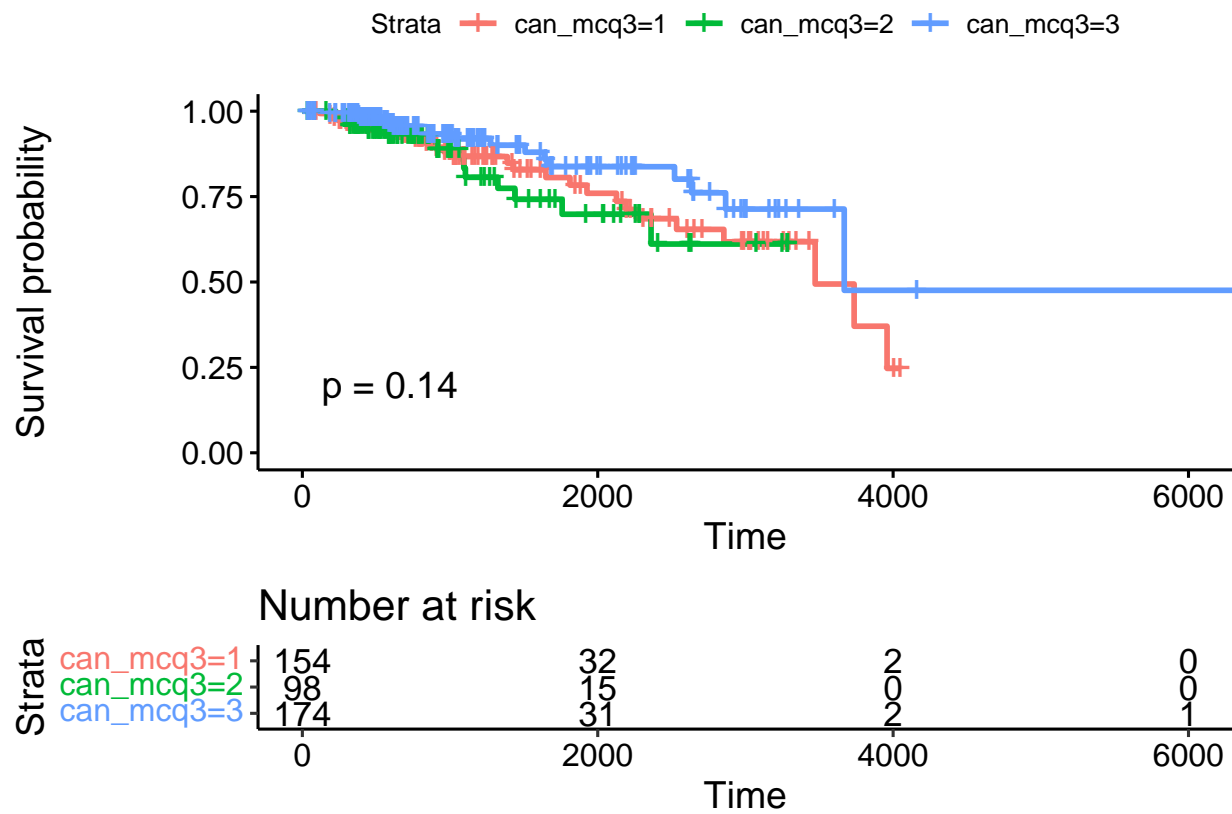 Strata can_mcq3=1 can_mcq3=2 can_mcq3=3
Survival probability
1.00
0.75
0.50
0.25
0.00
p = 0.14
0 2000 4000 6000
Time
Number at risk
Strata
can_mcq3=1 154 32 2 0
can_mcq3=2 98 15 0 0
can_mcq3=3 174 31 2 1
0 2000 4000 6000
Time